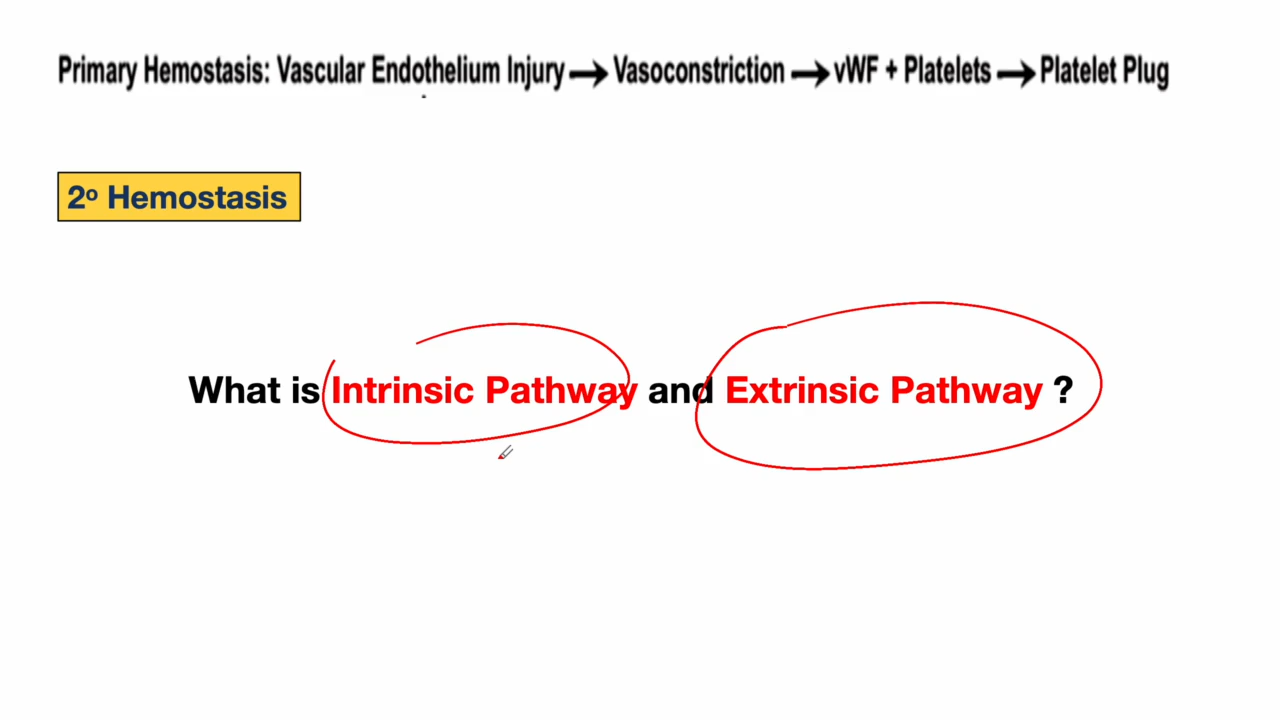 Primary Hemostasis: Vascular Endothelium Injury → Vasoconstriction → vWF + Platelets → Platelet Plug
2º Hemostasis
What is Intrinsic Pathway and Extrinsic Pathway ?